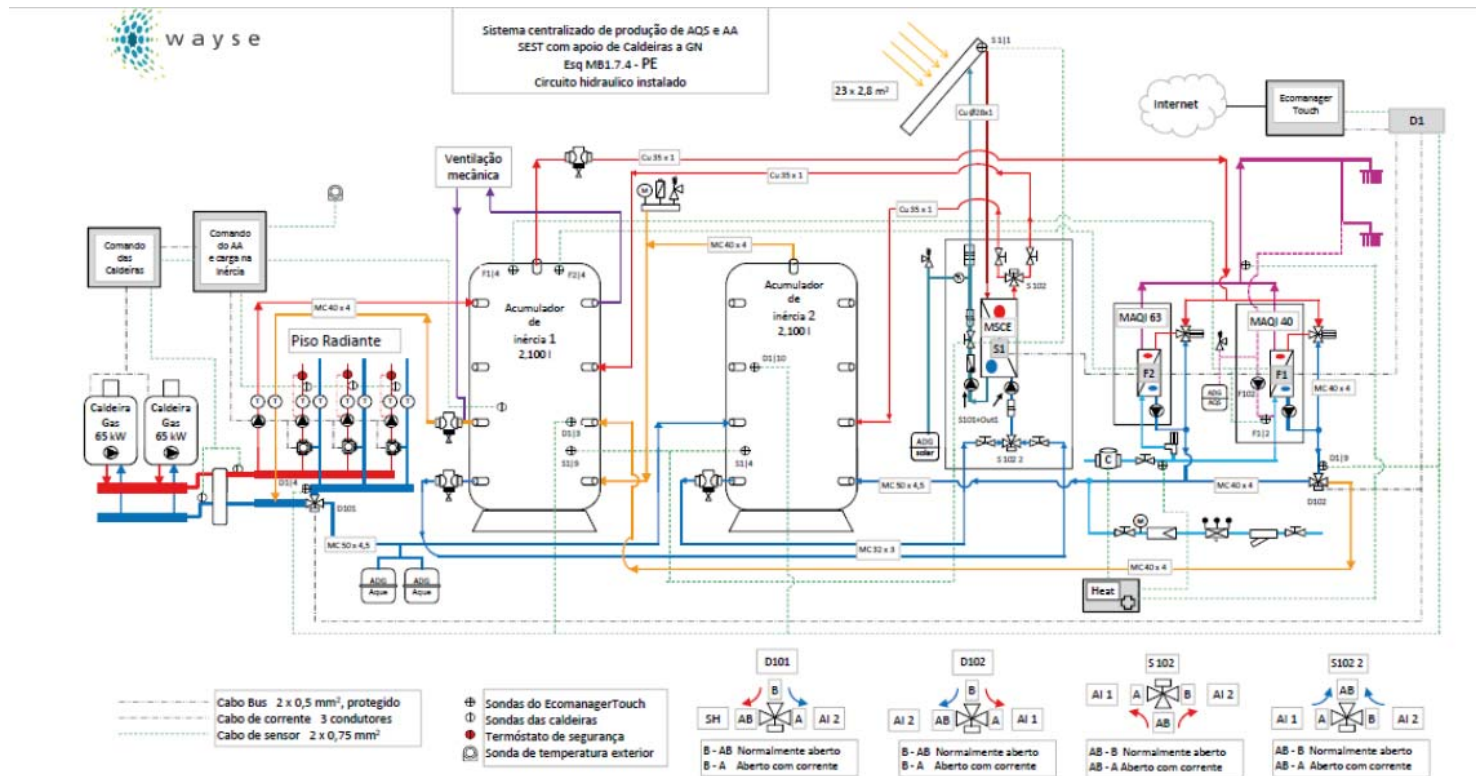 wayse
Sistema centralizado de produção de AQS e AA
SEST com apoio de Caldeiras a GN
Esq MB1.7.4 - PE
Circuito hidraulico instalado
S1|1
23 x 2,8 m²
Internet
Ecomanager
Touch
D1
Cu Ø28x1
Ventilação
mecânica
Cu 35 x 1
Cu 35 x 1
Cu 35 x 1
M
MC 40 x 4
Comando
das
Caldeiras
Comando
do AA
e carga na
Inércia
F1|4
F2|4
MC 40 x 4
Acumulador
de
inércia 1
2,100 l
Acumulador
de
inércia 2
2,100 l
S 102
MSCE
S1
MAQI 63
MAQI 40
F2
F1
Piso Radiante
T T T T T T
D1|10
MC 40 x 4
Caldeira
Gas
65 kW
Caldeira
Gas
65 kW
F102
ADG
AQS
F1|2
S101+Out1
D1|3
S1|9
S1|4
ADG
solar
S 102 2
C
D1|9
D1|4
D101
MC 50 x 4,5
MC 40 x 4
D102
M
MC 50 x 4,5
MC 32 x 3
MC 40 x 4
ADG
Aque
ADG
Aque
Heat
Cabo Bus 2 x 0,5 mm², protegido
Cabo de corrente 3 condutores
Cabo de sensor 2 x 0,75 mm²
Sondas do EcomanagerTouch
Sondas das caldeiras
Termóstato de segurança
Sonda de temperatura exterior
D101
B
SH AB A AI 2
B - AB Normalmente aberto
B - A Aberto com corrente
D102
B
AI 2 AB A AI 1
B - AB Normalmente aberto
B - A Aberto com corrente
S 102
AI 1 A B AI 2
AB
AB - B Normalmente aberto
AB - A Aberto com corrente
S102 2
AB
AI 1 A B AI 2
AB - B Normalmente aberto
AB - A Aberto com corrente